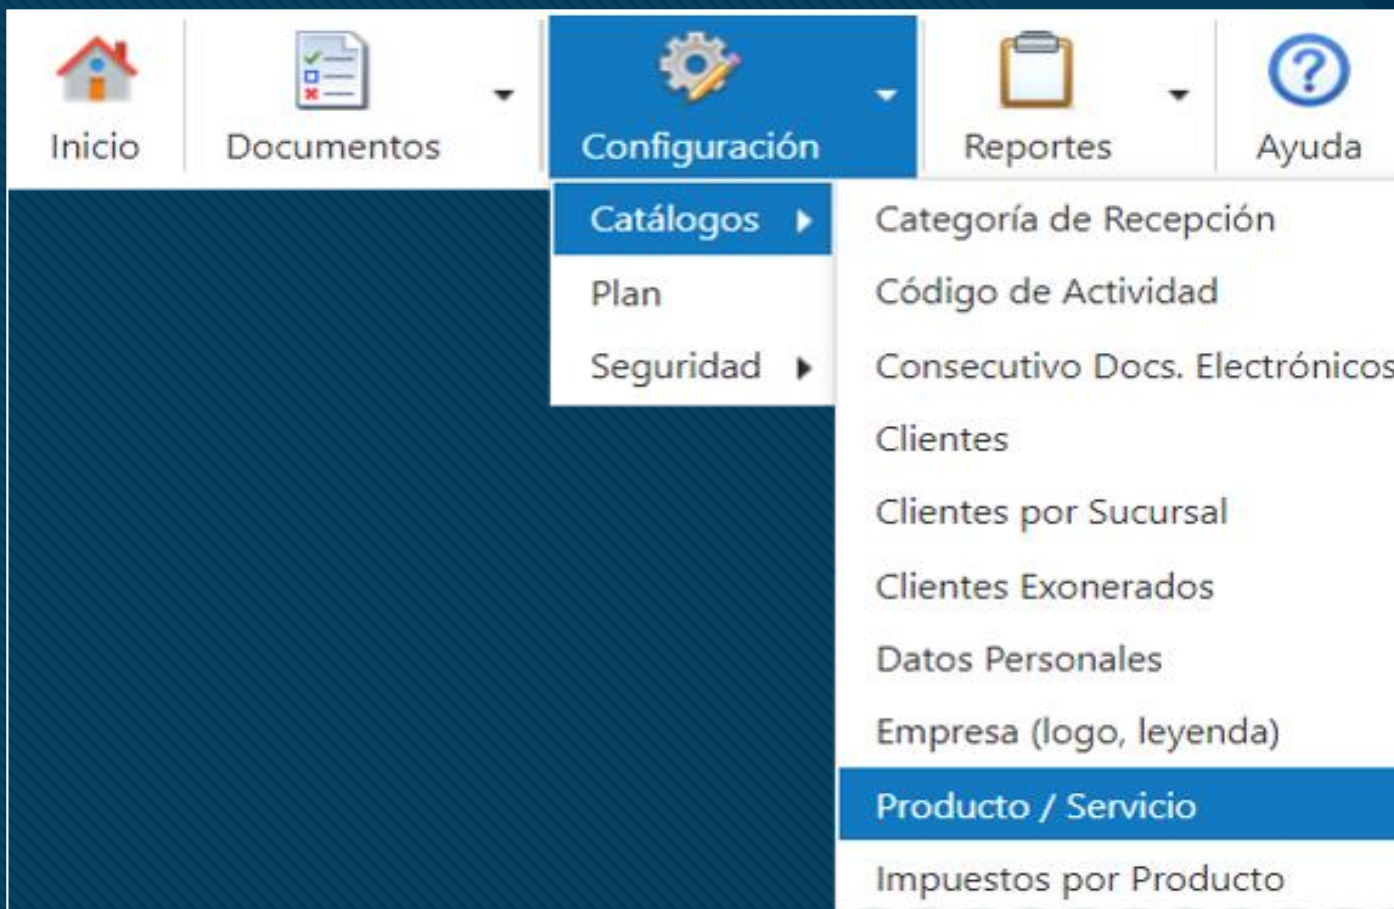 Inicio
Documentos
Configuración
Reportes
Ayuda
Catálogos
Plan
Seguridad
Categoría de Recepción
Código de Actividad
Consecutivo Docs. Electrónicos
Clientes
Clientes por Sucursal
Clientes Exonerados
Datos Personales
Empresa (logo, leyenda)
Producto / Servicio
Impuestos por Producto